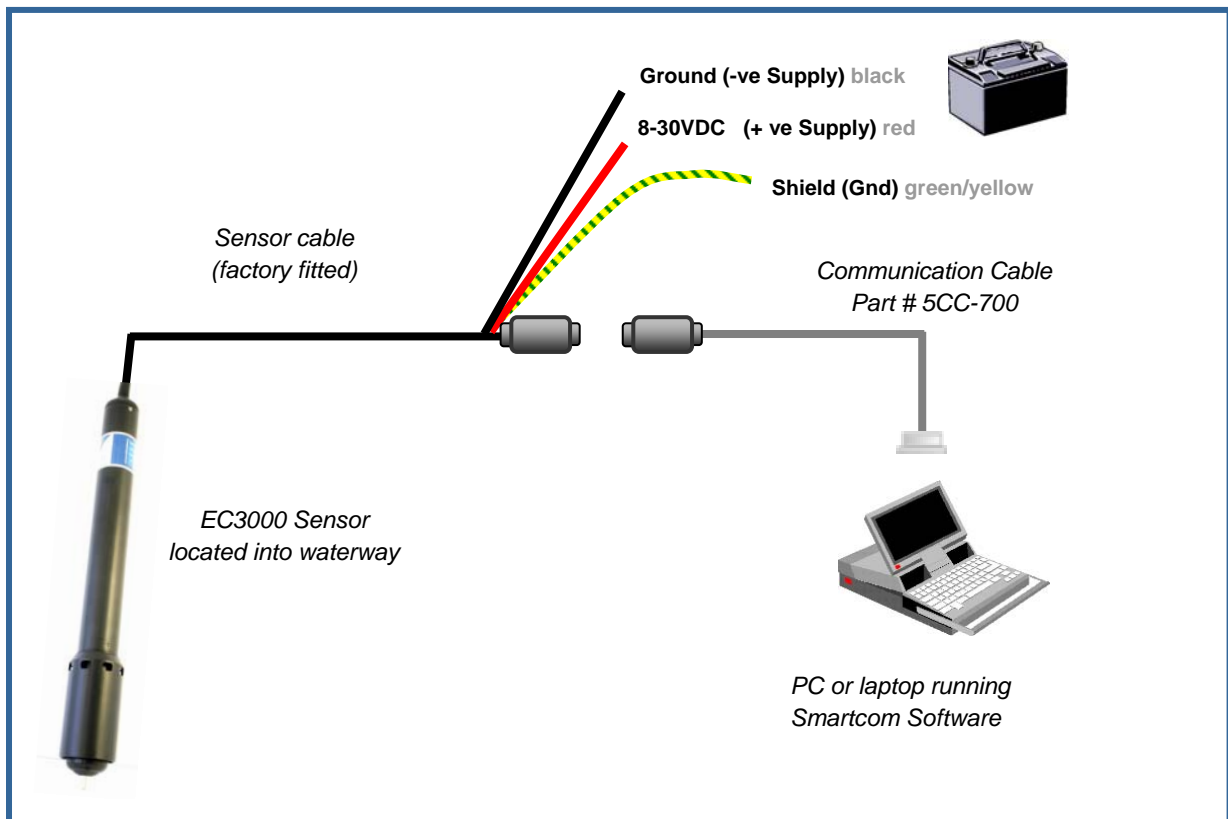 Ground (-ve Supply) black
8-30VDC (+ ve Supply) red
Shield (Gnd) green/yellow
Sensor cable
(factory fitted)
Communication Cable
Part # 5CC-700
EC3000 Sensor
located into waterway
PC or laptop running
Smartcom Software